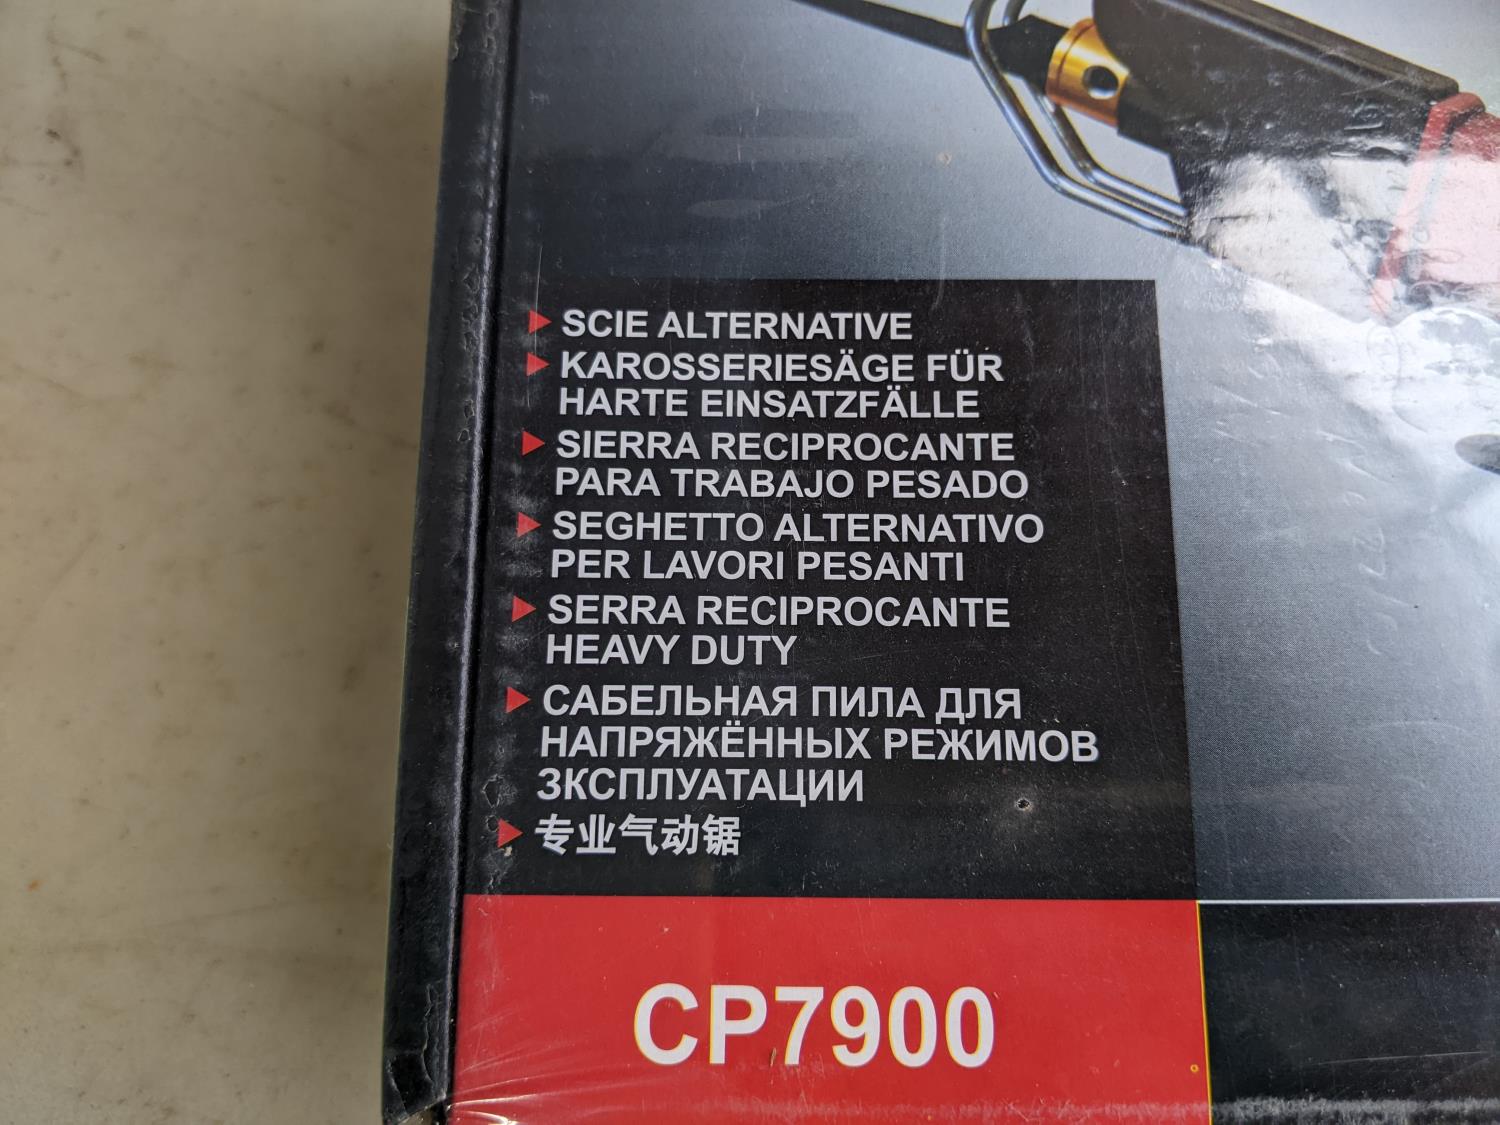 SCIE ALTERNATIVE
KAROSSERIESÄGE FÜR
HARTE EINSATZFÄLLE
SIERRA RECIPROCANTE
PARA TRABAJO PESADO
SEGHETTO ALTERNATIVO
PER LAVORI PESANTI
SERRA RECIPROCANTE
HEAVY DUTY
САБЕЛЬНАЯ ПИЛА ДЛЯ
НАПРЯЖЁННЫХ РЕЖИМОВ
ЗКСПЛУАТАЦИИ
专业气动锯
CP7900